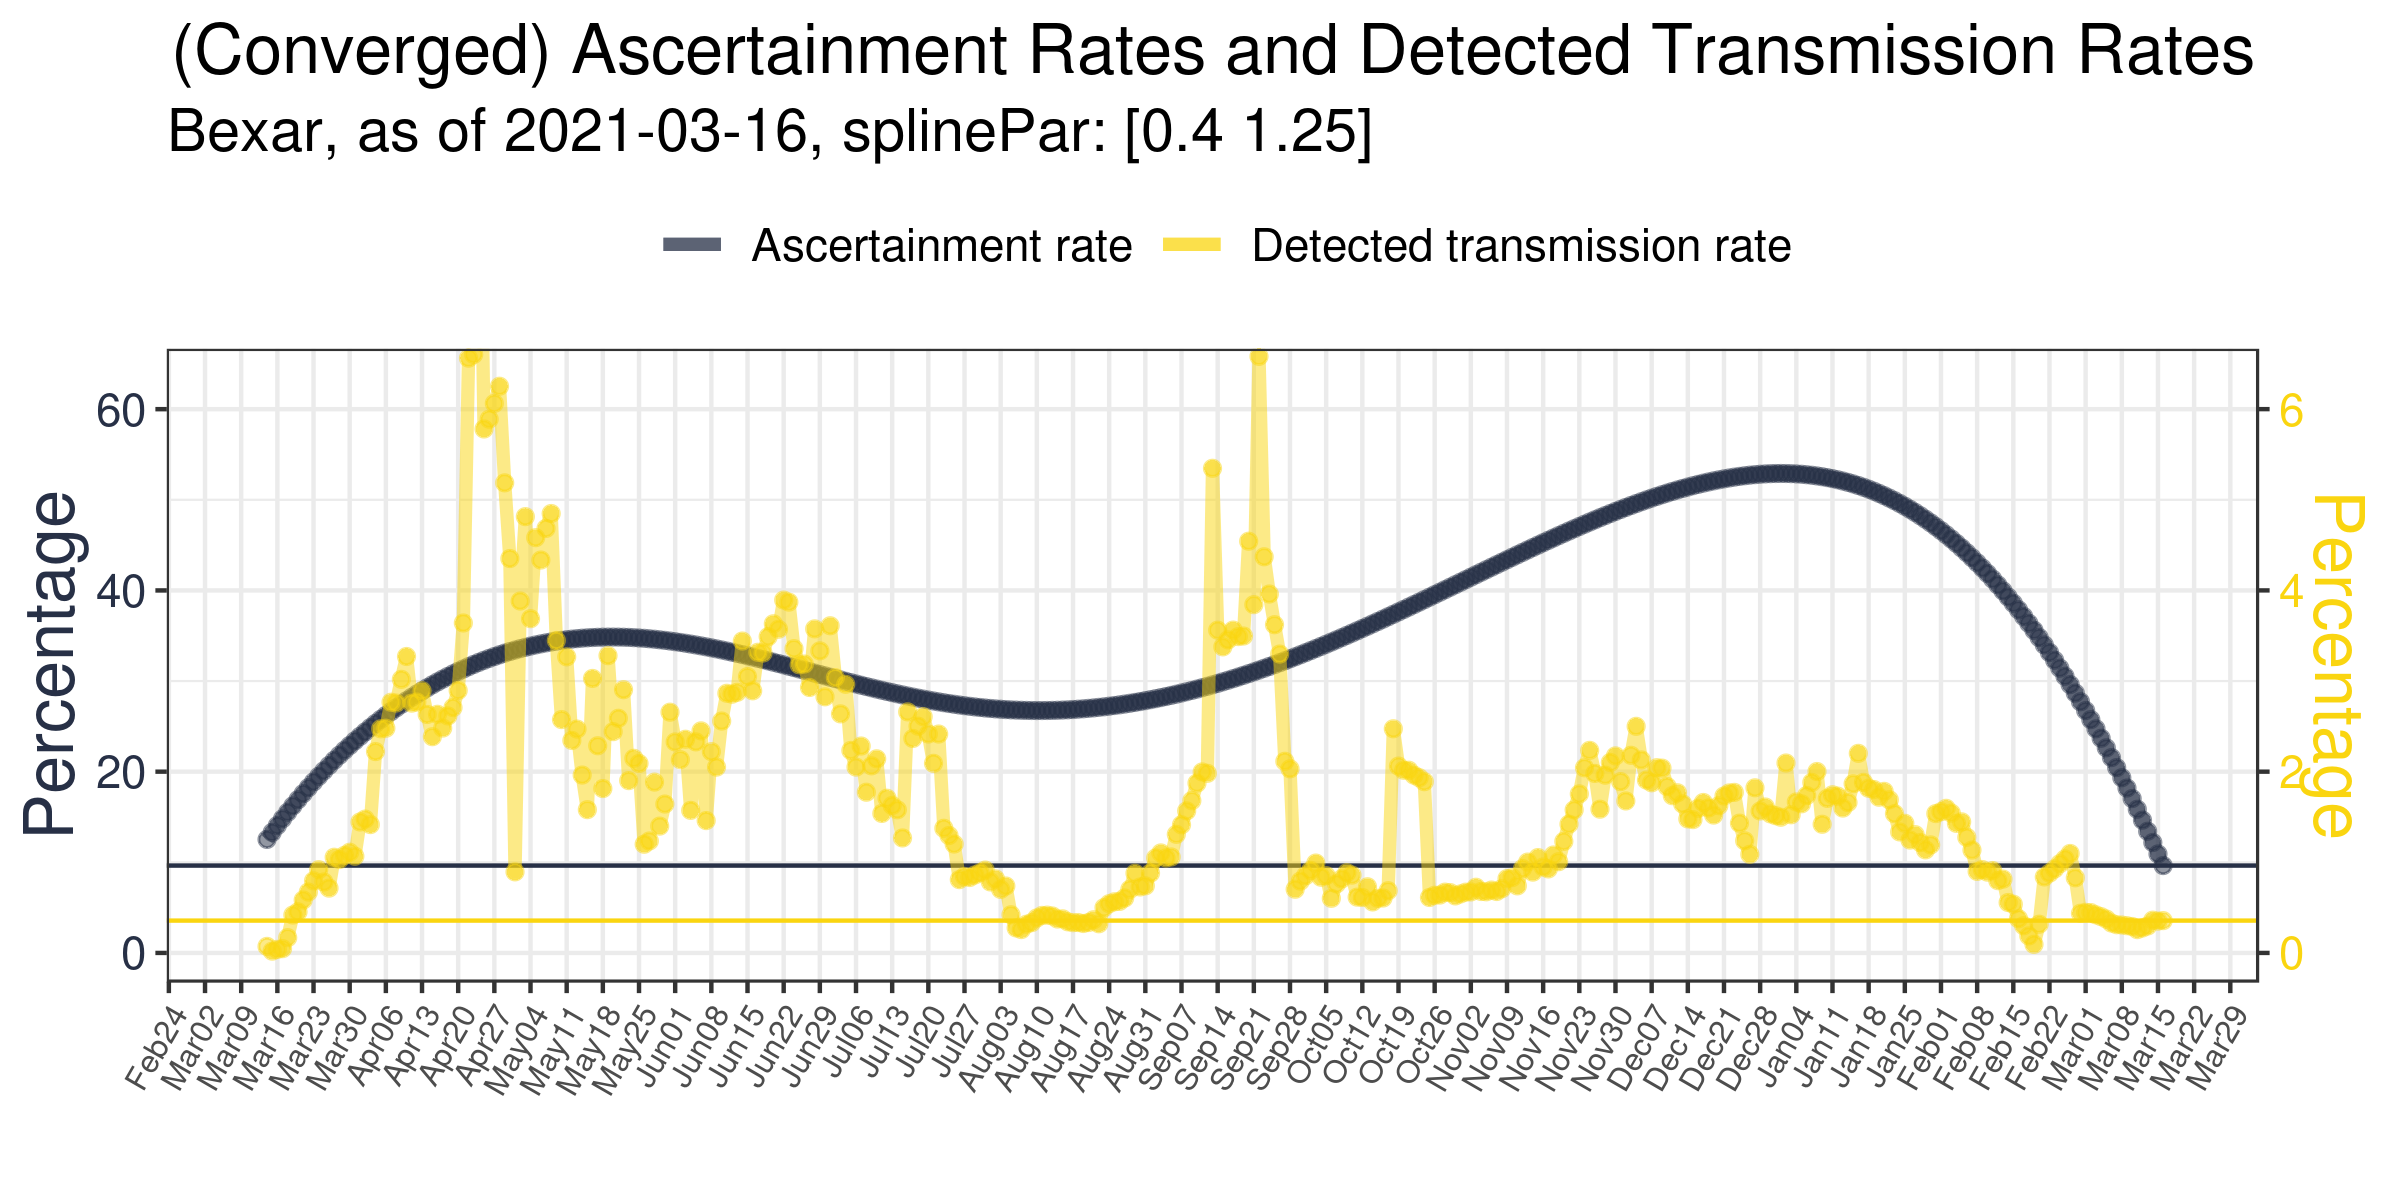 (Converged) Ascertainment Rates and Detected Transmission Rates
Bexar, as of 2021-03-16, splinePar: [0.4 1.25]
Ascertainment rate
Detected transmission rate
Percentage
60
40
20
0
6
4
2
0
Percentage
Feb24
Mar02
Mar09
Mar16
Mar23
Mar30
Apr06
Apr13
Apr20
Apr27
May04
May11
May18
May25
Jun01
Jun08
Jun15
Jun22
Jun29
Jul06
Jul13
Jul20
Jul27
Aug03
Aug10
Aug17
Aug24
Aug31
Sep07
Sep14
Sep21
Sep28
Oct05
Oct12
Oct19
Oct26
Nov02
Nov09
Nov16
Nov23
Nov30
Dec07
Dec14
Dec21
Dec28
Jan04
Jan11
Jan18
Jan25
Feb01
Feb08
Feb15
Feb22
Mar01
Mar08
Mar15
Mar22
Mar29